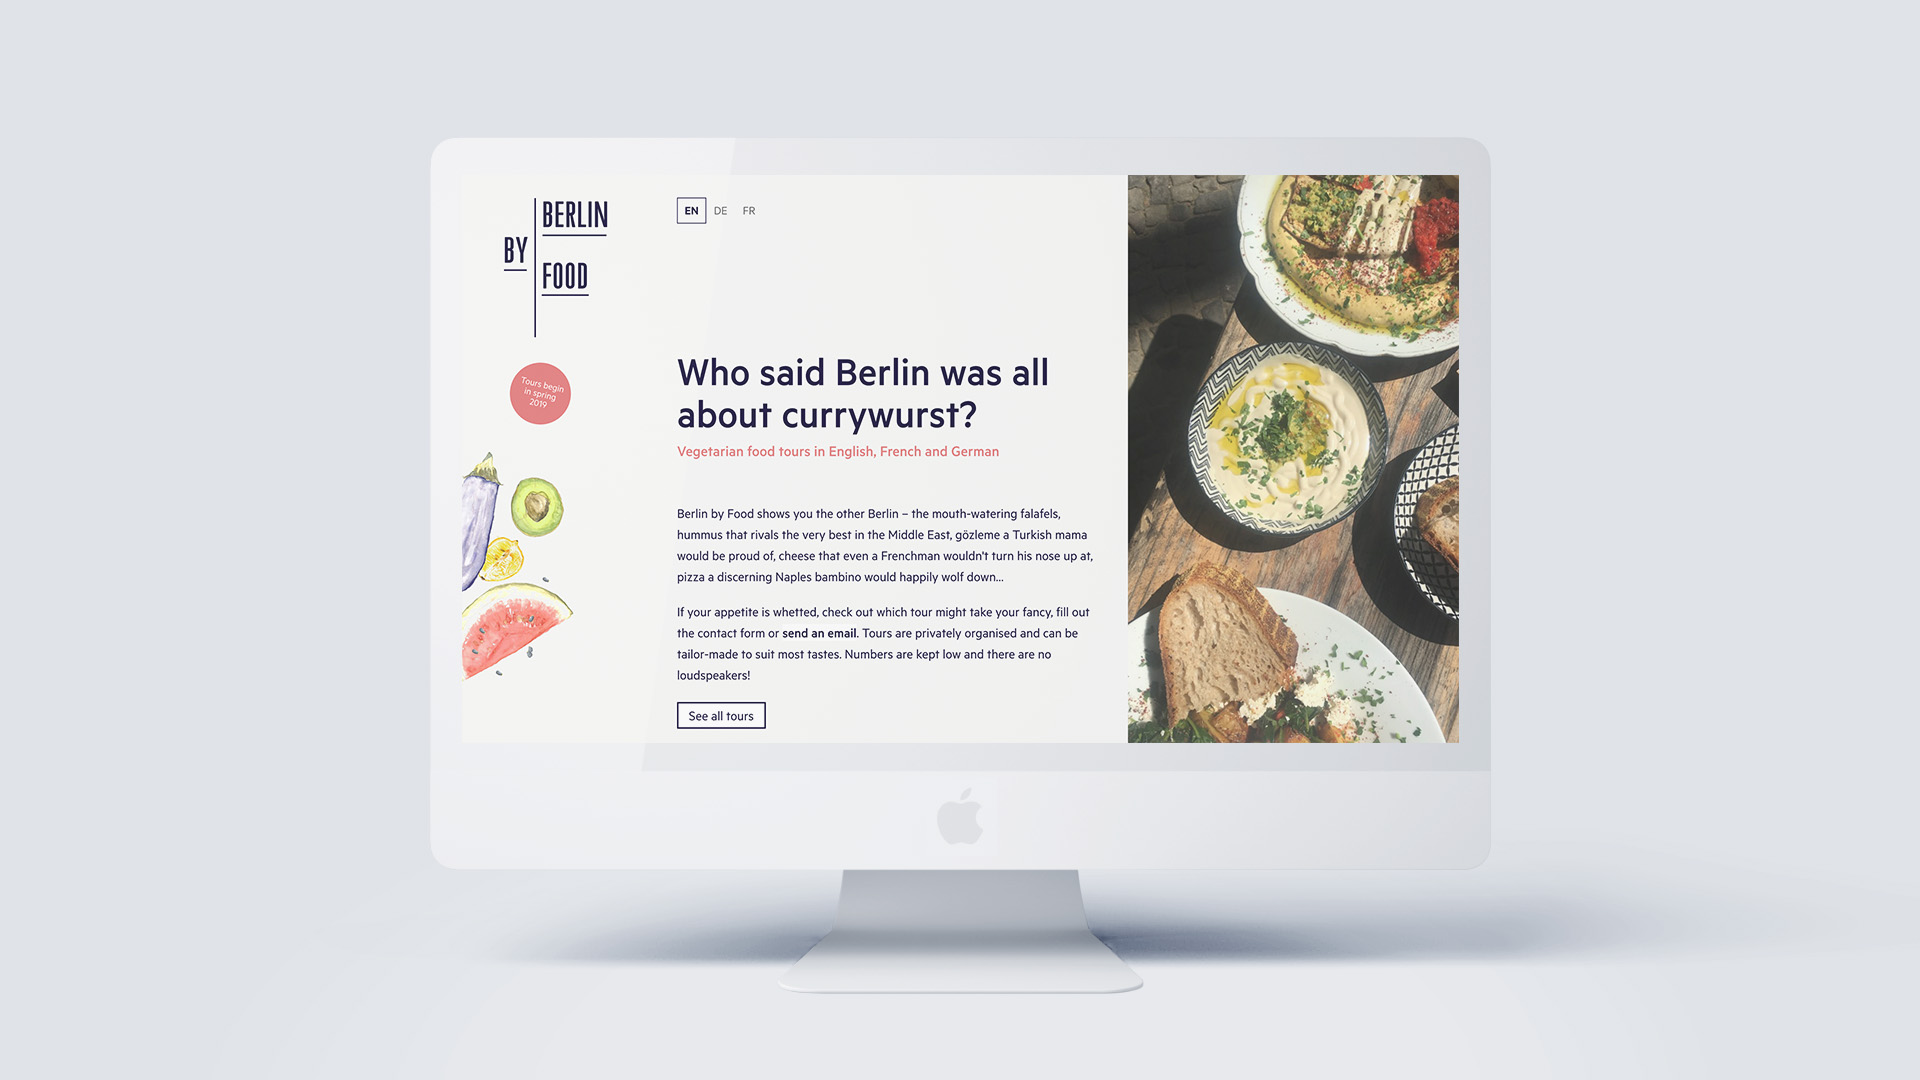 BERLIN
BY
FOOD
EN DE FR
Tours begin
in spring
2019
Who said Berlin was all
about currywurst?
Vegetarian food tours in English, French and German
Berlin by Food shows you the other Berlin – the mouth-watering falafels,
hummus that rivals the very best in the Middle East, gözleme a Turkish mama
would be proud of, cheese that even a Frenchman wouldn't turn his nose up at,
pizza a discerning Naples bambino would happily wolf down...
If your appetite is whetted, check out which tour might take your fancy, fill out
the contact form or send an email. Tours are privately organised and can be
tailor-made to suit most tastes. Numbers are kept low and there are no
loudspeakers!
See all tours